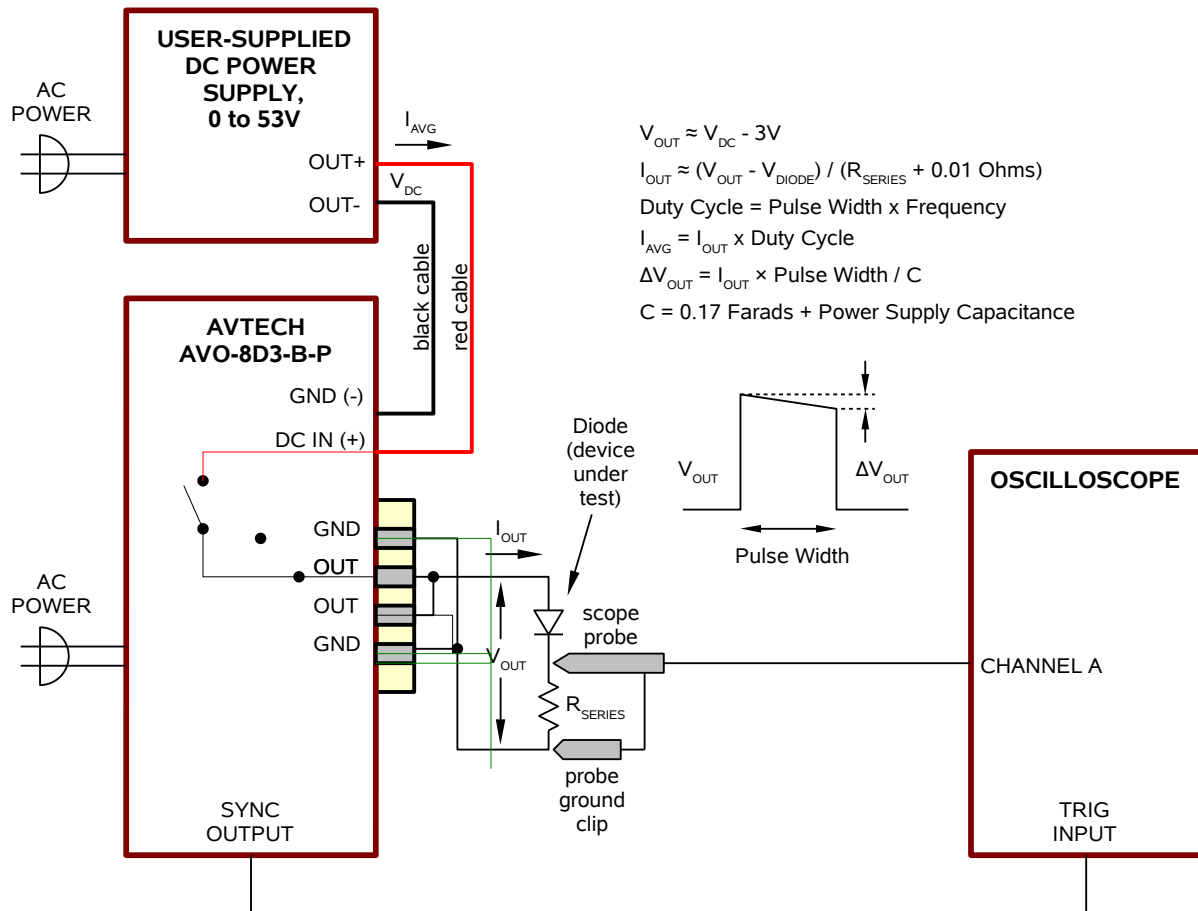 USER-SUPPLIED
DC POWER
SUPPLY,
0 to 53V
AC
POWER
I_AVG
OUT+
V_DC
OUT-
black cable
red cable
V_OUT ≈ V_DC - 3V
I_OUT ≈ (V_OUT - V_DIODE) / (R_SERIES + 0.01 Ohms)
Duty Cycle = Pulse Width x Frequency
I_AVG = I_OUT x Duty Cycle
ΔV_OUT = I_OUT × Pulse Width / C
C = 0.17 Farads + Power Supply Capacitance
AVTECH
AVO-8D3-B-P
GND (-)
DC IN (+)
GND
OUT
OUT
GND
AC
POWER
I_OUT
V_OUT
Diode
(device
under
test)
V_OUT
ΔV_OUT
Pulse Width
scope
probe
R_SERIES
probe
ground
clip
OSCILLOSCOPE
CHANNEL A
SYNC
OUTPUT
TRIG
INPUT